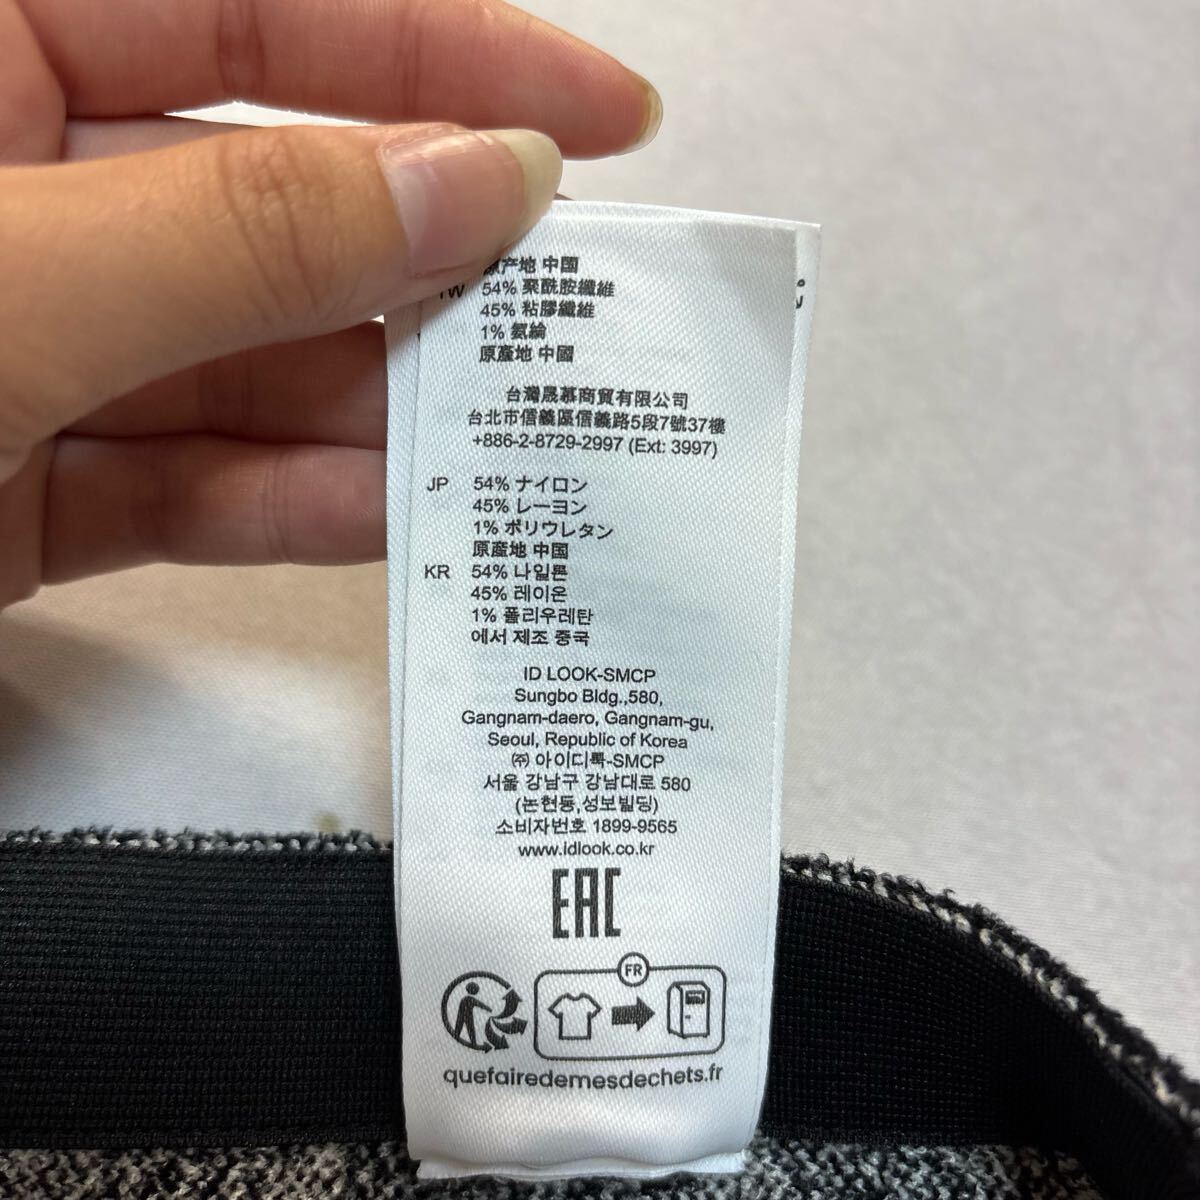 产地 中国
TW 54% 聚酰胺纖維
45% 粘膠纖維
1% 氨綸
原產地 中國
台灣晟慕商貿有限公司
台北市信義區信義路5段7號37樓
+886-2-8729-2997 (Ext: 3997)
JP 54% ナイロン
45% レーヨン
1% ポリウレタン
原産地 中国
KR 54% 나일론
45% 레이온
1% 폴리우레탄
에서 제조 중국
ID LOOK-SMCP
Sungbo Bldg.,580,
Gangnam-daero, Gangnam-gu,
Seoul, Republic of Korea
㈜ 아이디룩-SMCP
서울 강남구 강남대로 580
(논현동,성보빌딩)
소비자번호 1899-9565
www.idlook.co.kr
EAC
FR
quefairedemesdechets.fr